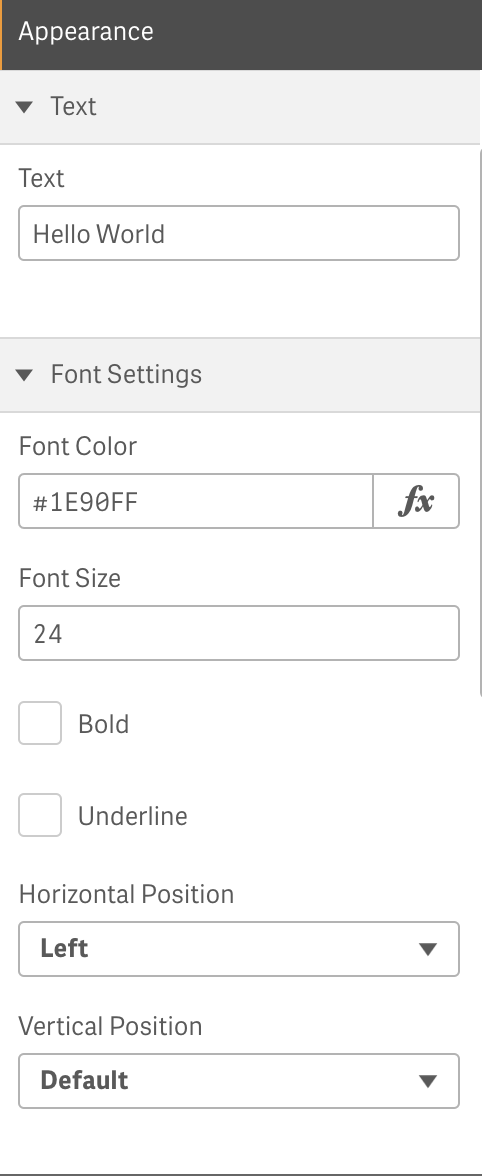 Appearance
Text
Text
Hello World
Font Settings
Font Color
#1E90FF fx
Font Size
24
Bold
Underline
Horizontal Position
Left
Vertical Position
Default